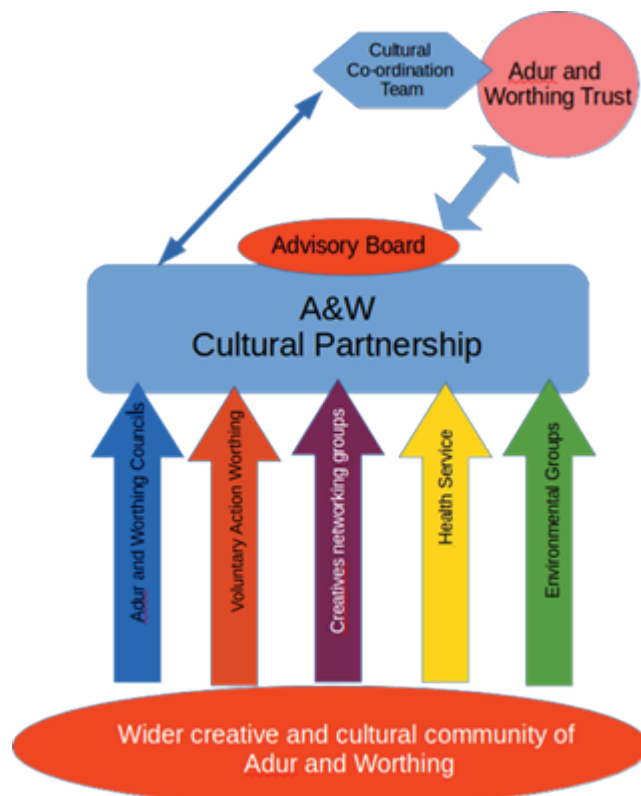 Cultural
Co-ordination
Team
Adur and
Worthing Trust
Advisory Board
A&W
Cultural Partnership
Adur and Worthing Councils
Voluntary Action Worthing
Creatives networking groups
Health Service
Environmental Groups
Wider creative and cultural community of
Adur and Worthing